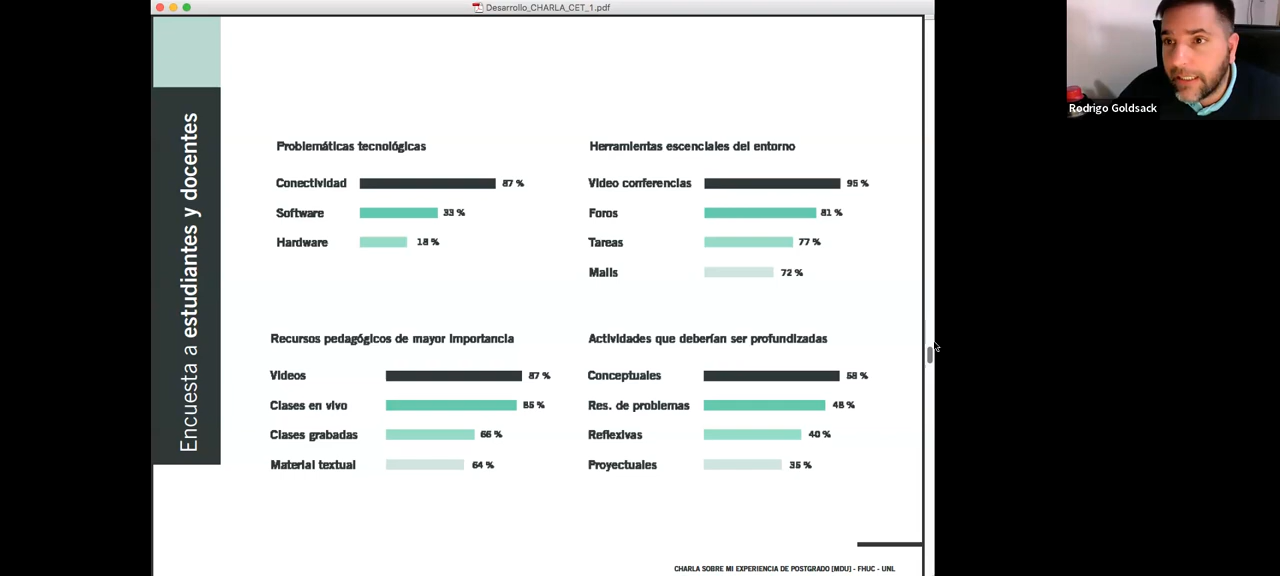 Desarrollo_CHARLA_CET_1.pdf
Rodrigo Goldsack
Encuesta a estudiantes y docentes
Problemáticas tecnológicas
Conectividad 87 %
Software 33 %
Hardware 18 %
Herramientas escenciales del entorno
Video conferencias 95 %
Foros 81 %
Tareas 77 %
Mails 72 %
Recursos pedagógicos de mayor importancia
Videos 87 %
Clases en vivo 85 %
Clases grabadas 66 %
Material textual 64 %
Actividades que deberían ser profundizadas
Conceptuales 58 %
Res. de problemas 48 %
Reflexivas 40 %
Proyectuales 35 %
CHARLA SOBRE MI EXPERIENCIA DE POSTGRADO [MDU] - FHUC - UNL